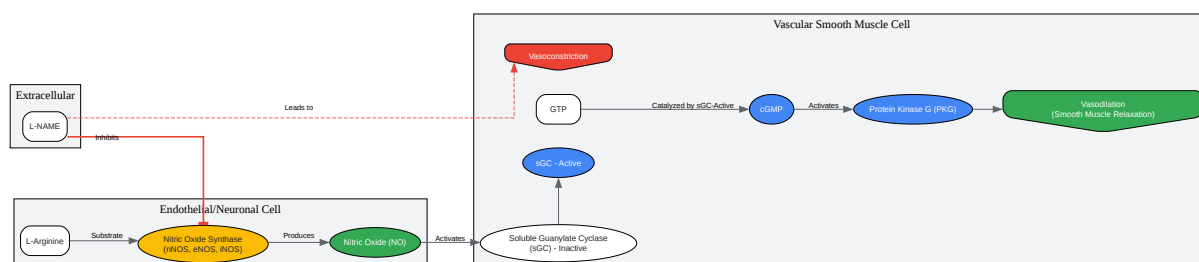 Vascular Smooth Muscle Cell
Vasoconstriction
Extracellular
L-NAME
Leads to
Inhibits
GTP
Catalyzed by sGC-Active
cGMP
Activates
Protein Kinase G (PKG)
Vasodilation
(Smooth Muscle Relaxation)
sGC - Active
Endothelial/Neuronal Cell
L-Arginine
Substrate
Nitric Oxide Synthase
(nNOS, eNOS, iNOS)
Produces
Nitric Oxide (NO)
Activates
Soluble Guanylate Cyclase
(sGC) - Inactive